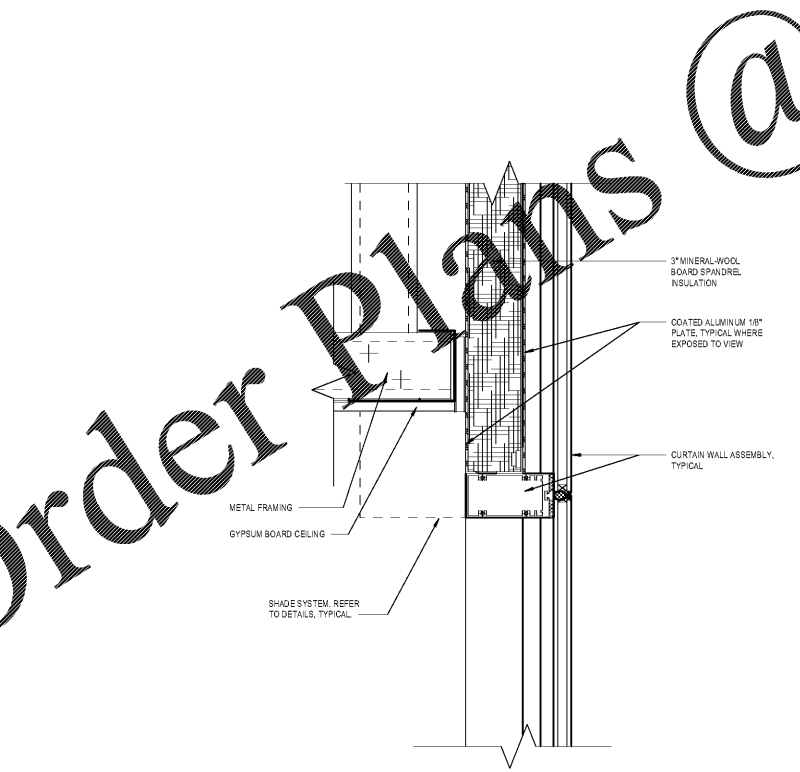 Order Plans @
3" MINERAL-WOOL
BOARD SPANDREL
INSULATION
COATED ALUMINUM 1/8"
PLATE, TYPICAL WHERE
EXPOSED TO VIEW
CURTAIN WALL ASSEMBLY,
TYPICAL
METAL FRAMING
GYPSUM BOARD CEILING
SHADE SYSTEM. REFER
TO DETAILS, TYPICAL.